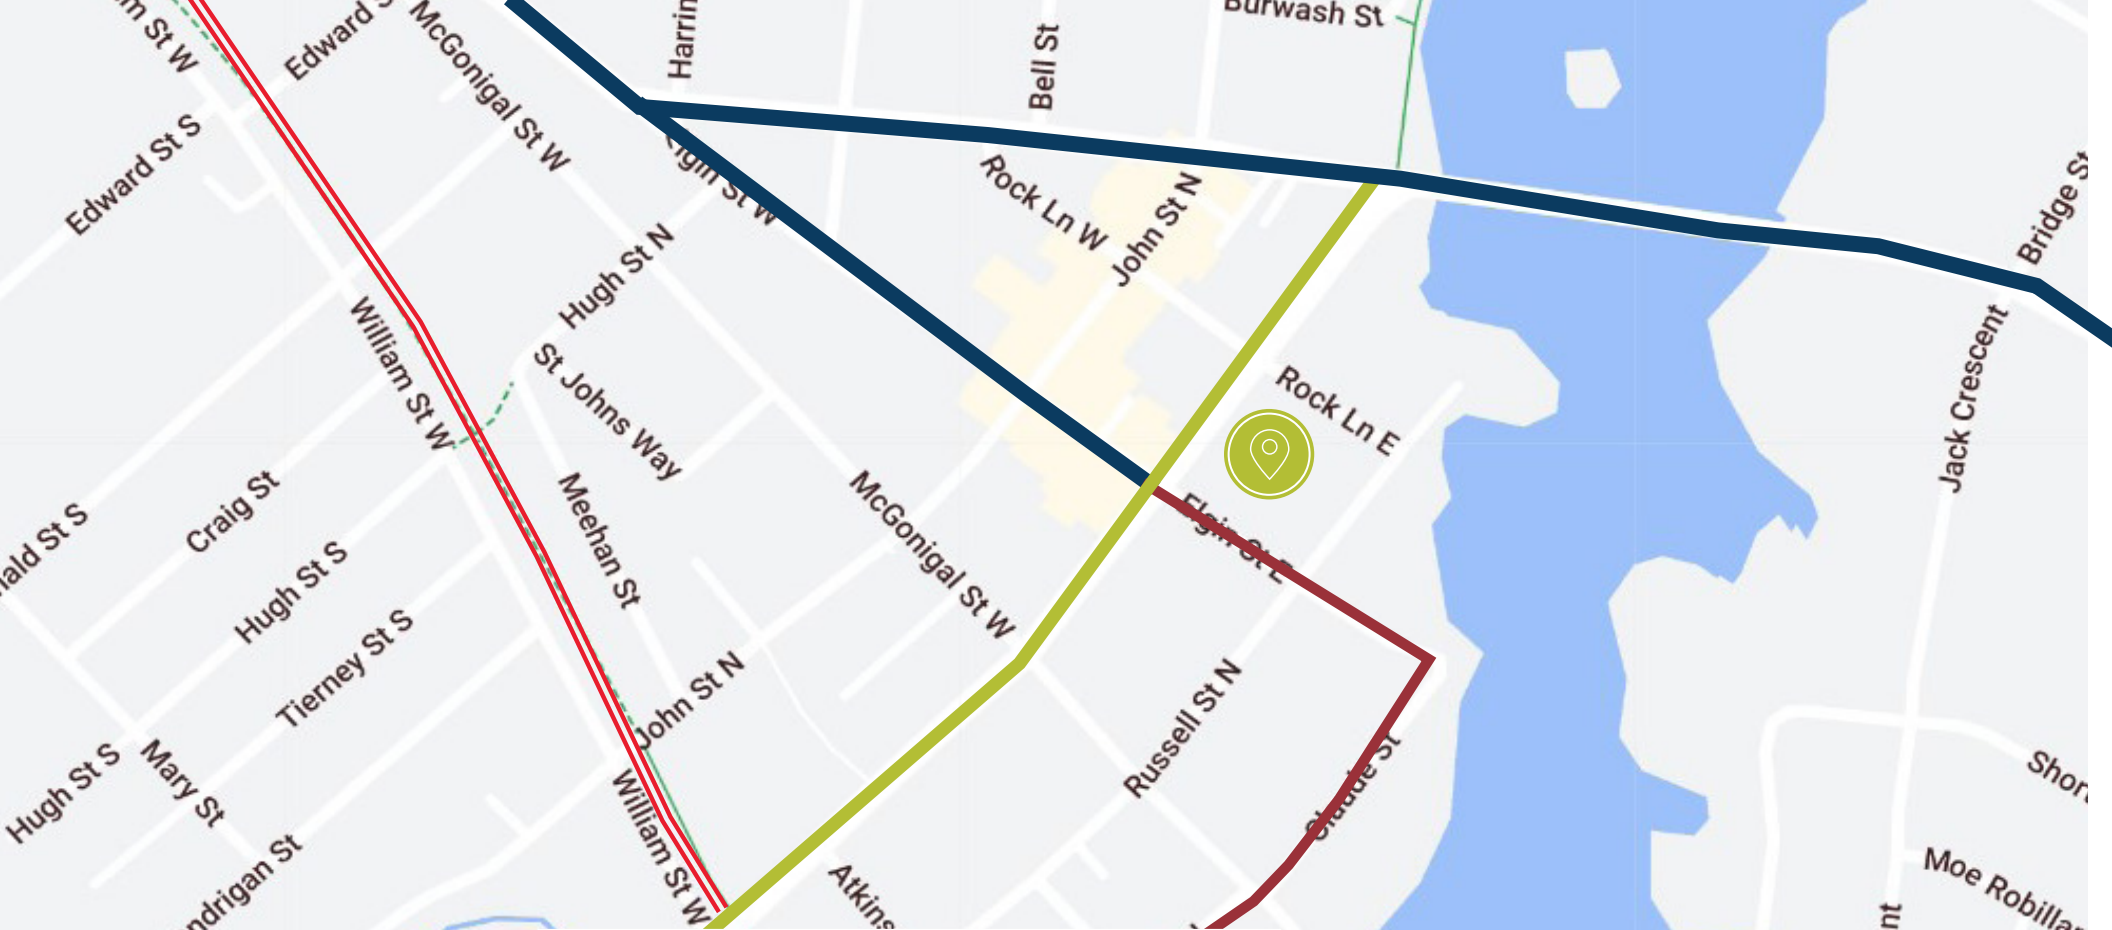 Burwash St
Edward
McGonigal St W
Bell St
Edward St S
Elgin St W
Rock Ln W
John St N
Bridge St
Hugh St N
William St W
St Johns Way
Rock Ln E
Jack Crescent
Craig St
Meehan St
McGonigal St W
Elgin St E
Hugh St S
Tierney St S
John St N
Russell St N
Claude St
Hugh St S
Mary St
William St W
Moe